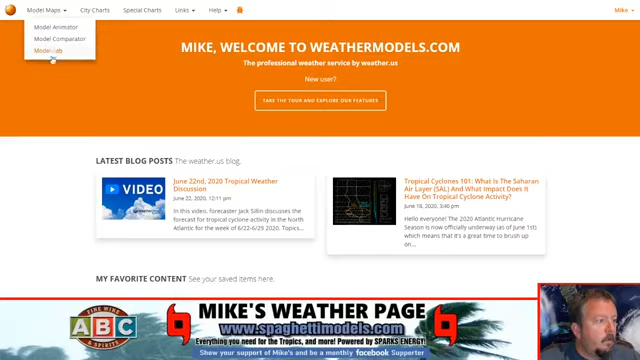 Model Maps
City Charts
Special Charts
Links
Help
Mike
Model Animator
Model Comparator
ModelLab
MIKE, WELCOME TO WEATHERMODELS.COM
The professional weather service by weather.us
New user?
TAKE THE TOUR AND EXPLORE OUR FEATURES
LATEST BLOG POSTS The weather.us blog.
VIDEO
June 22nd, 2020 Tropical Weather
Discussion
June 22, 2020, 12:11 pm
In this video, forecaster Jack Sillin discusses the
forecast for tropical cyclone activity in the North
Atlantic for the week of 6/22-6/29 2020. Topics...
Tropical Cyclones 101: What Is The Saharan
Air Layer (SAL) And What Impact Does It
Have On Tropical Cyclone Activity?
June 18, 2020, 3:40 pm
Hello everyone! The 2020 Atlantic Hurricane
Season is now officially underway (as of June 1st)
which means that it's a great time to brush up
on...
MY FAVORITE CONTENT See your saved items here.
FINE WINE
ABC
& SPIRITS
MIKE'S WEATHER PAGE
www.spaghettimodels.com
Everything you need for the Tropics, and more! Powered by SPARKS ENERGY!
Show your support of Mike's and be a monthly facebook Supporter